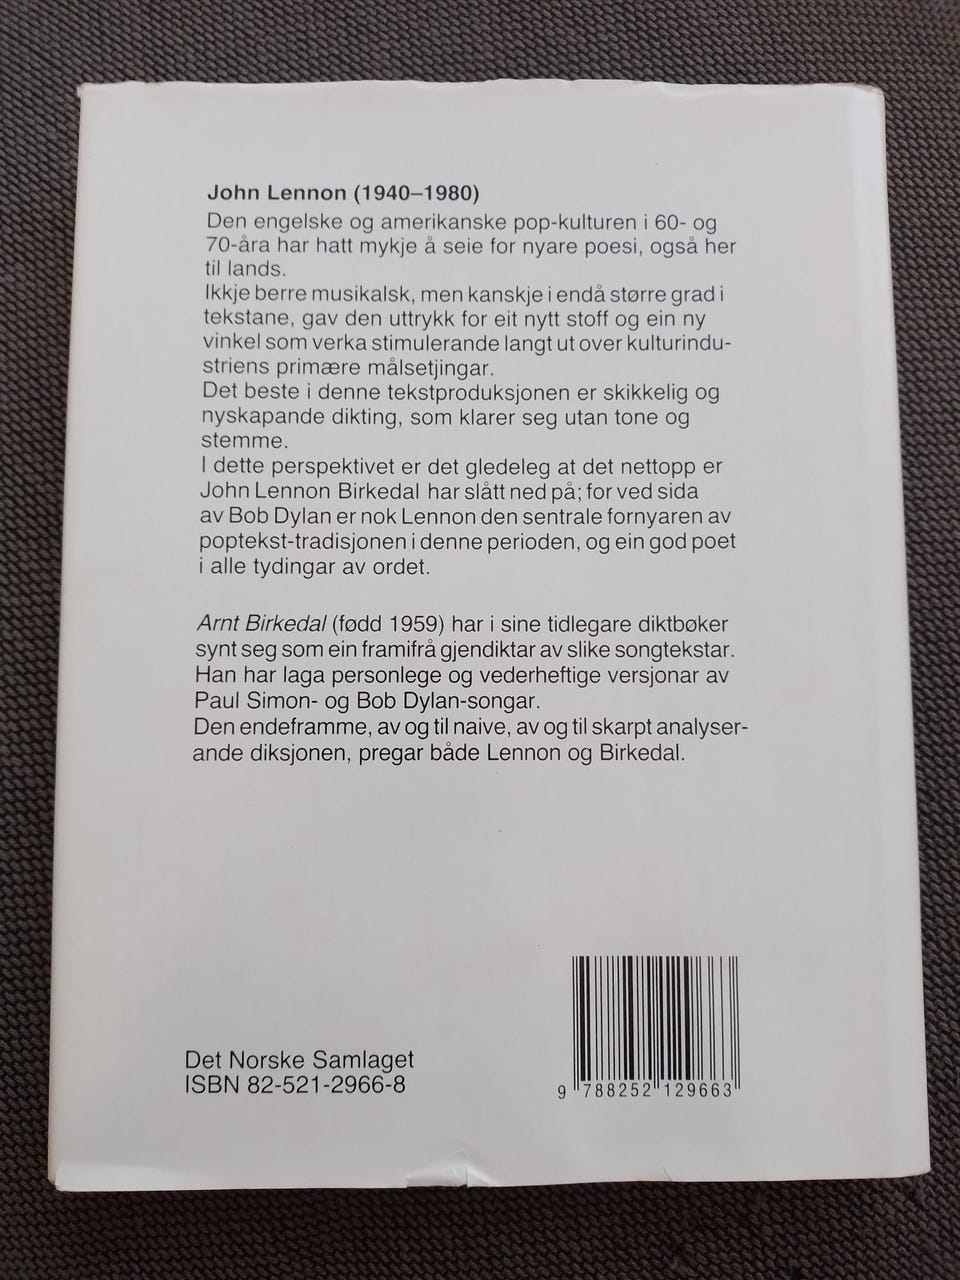 John Lennon (1940–1980)
Den engelske og amerikanske pop-kulturen i 60- og
70-åra har hatt mykje å seie for nyare poesi, også her
til lands.
Ikkje berre musikalsk, men kanskje i endå større grad i
tekstane, gav den uttrykk for eit nytt stoff og ein ny
vinkel som verka stimulerande langt ut over kulturindu-
striens primære målsetjingar.
Det beste i denne tekstproduksjonen er skikkelig og
nyskapande dikting, som klarer seg utan tone og
stemme.
I dette perspektivet er det gledeleg at det nettopp er
John Lennon Birkedal har slått ned på; for ved sida
av Bob Dylan er nok Lennon den sentrale fornyaren av
poptekst-tradisjonen i denne perioden, og ein god poet
i alle tydingar av ordet.
Arnt Birkedal (fødd 1959) har i sine tidlegare diktbøker
synt seg som ein framifrå gjendiktar av slike songtekstar.
Han har laga personlege og vederheftige versjonar av
Paul Simon- og Bob Dylan-songar.
Den endeframme, av og til naive, av og til skarpt analyser-
ande diksjonen, pregar både Lennon og Birkedal.
Det Norske Samlaget
ISBN 82-521-2966-8
9 788252 129663